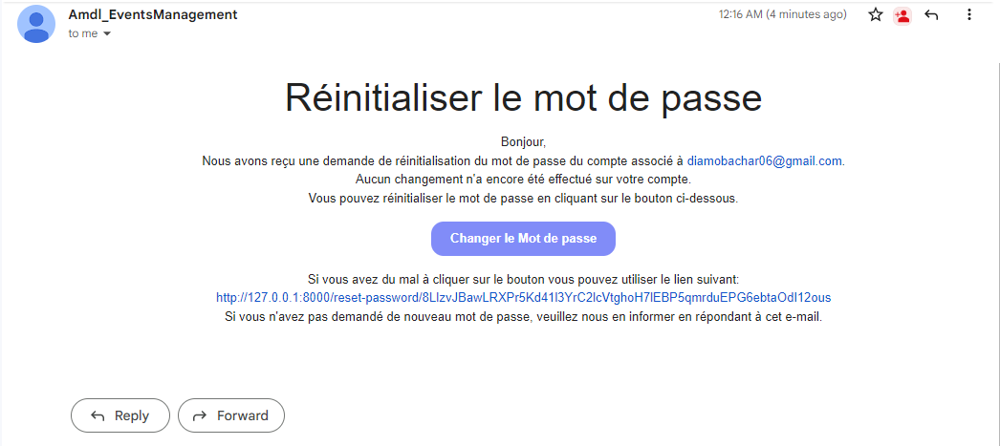 Amdl_EventsManagement
12:16 AM (4 minutes ago)
to me
Réinitialiser le mot de passe
Bonjour,
Nous avons reçu une demande de réinitialisation du mot de passe du compte associé à diamobachar06@gmail.com.
Aucun changement n'a encore été effectué sur votre compte.
Vous pouvez réinitialiser le mot de passe en cliquant sur le bouton ci-dessous.
Changer le Mot de passe
Si vous avez du mal à cliquer sur le bouton vous pouvez utiliser le lien suivant:
http://127.0.0.1:8000/reset-password/8LIzvJBawLRXPr5Kd41I3YrC2lcVtghoH7lEBP5qmrduEPG6ebtaOdI12ous
Si vous n'avez pas demandé de nouveau mot de passe, veuillez nous en informer en répondant à cet e-mail.
Reply
Forward